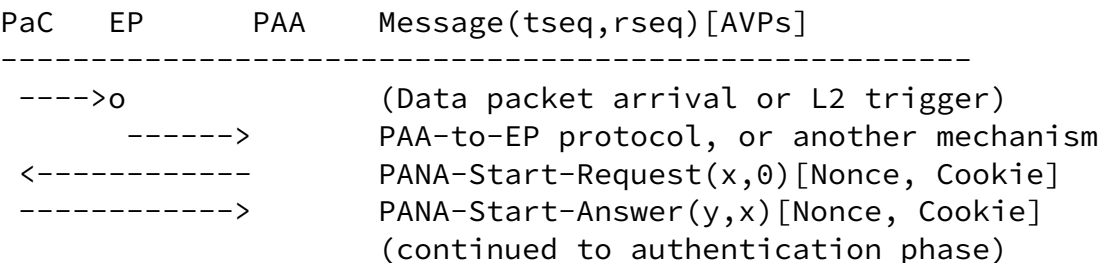 PaC   EP       PAA     Message(tseq,rseq)[AVPs]
------------------------------------------------------
 ---->o                (Data packet arrival or L2 trigger)
       ------>         PAA-to-EP protocol, or another mechanism
 <------------         PANA-Start-Request(x,0)[Nonce, Cookie]
 ------------>         PANA-Start-Answer(y,x)[Nonce, Cookie]
                       (continued to authentication phase)